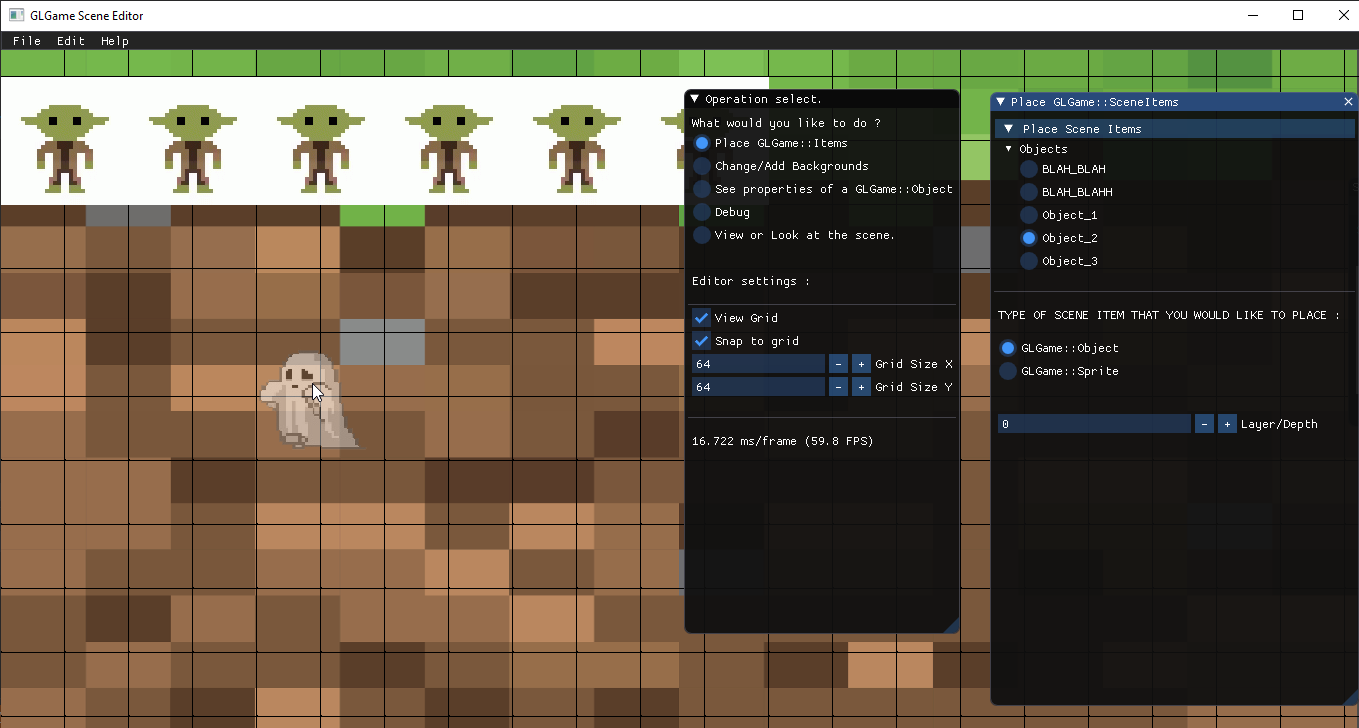 GLGame Scene Editor
File Edit Help
Operation select.
What would you like to do ?
Place GLGame::Items
Change/Add Backgrounds
See properties of a GLGame::Object
Debug
View or Look at the scene.
Editor settings :
View Grid
Snap to grid
64 - + Grid Size X
64 - + Grid Size Y
16.722 ms/frame (59.8 FPS)
Place GLGame::SceneItems
Place Scene Items
Objects
BLAH_BLAH
BLAH_BLAHH
Object_1
Object_2
Object_3
TYPE OF SCENE ITEM THAT YOU WOULD LIKE TO PLACE :
GLGame::Object
GLGame::Sprite
0 - + Layer/Depth